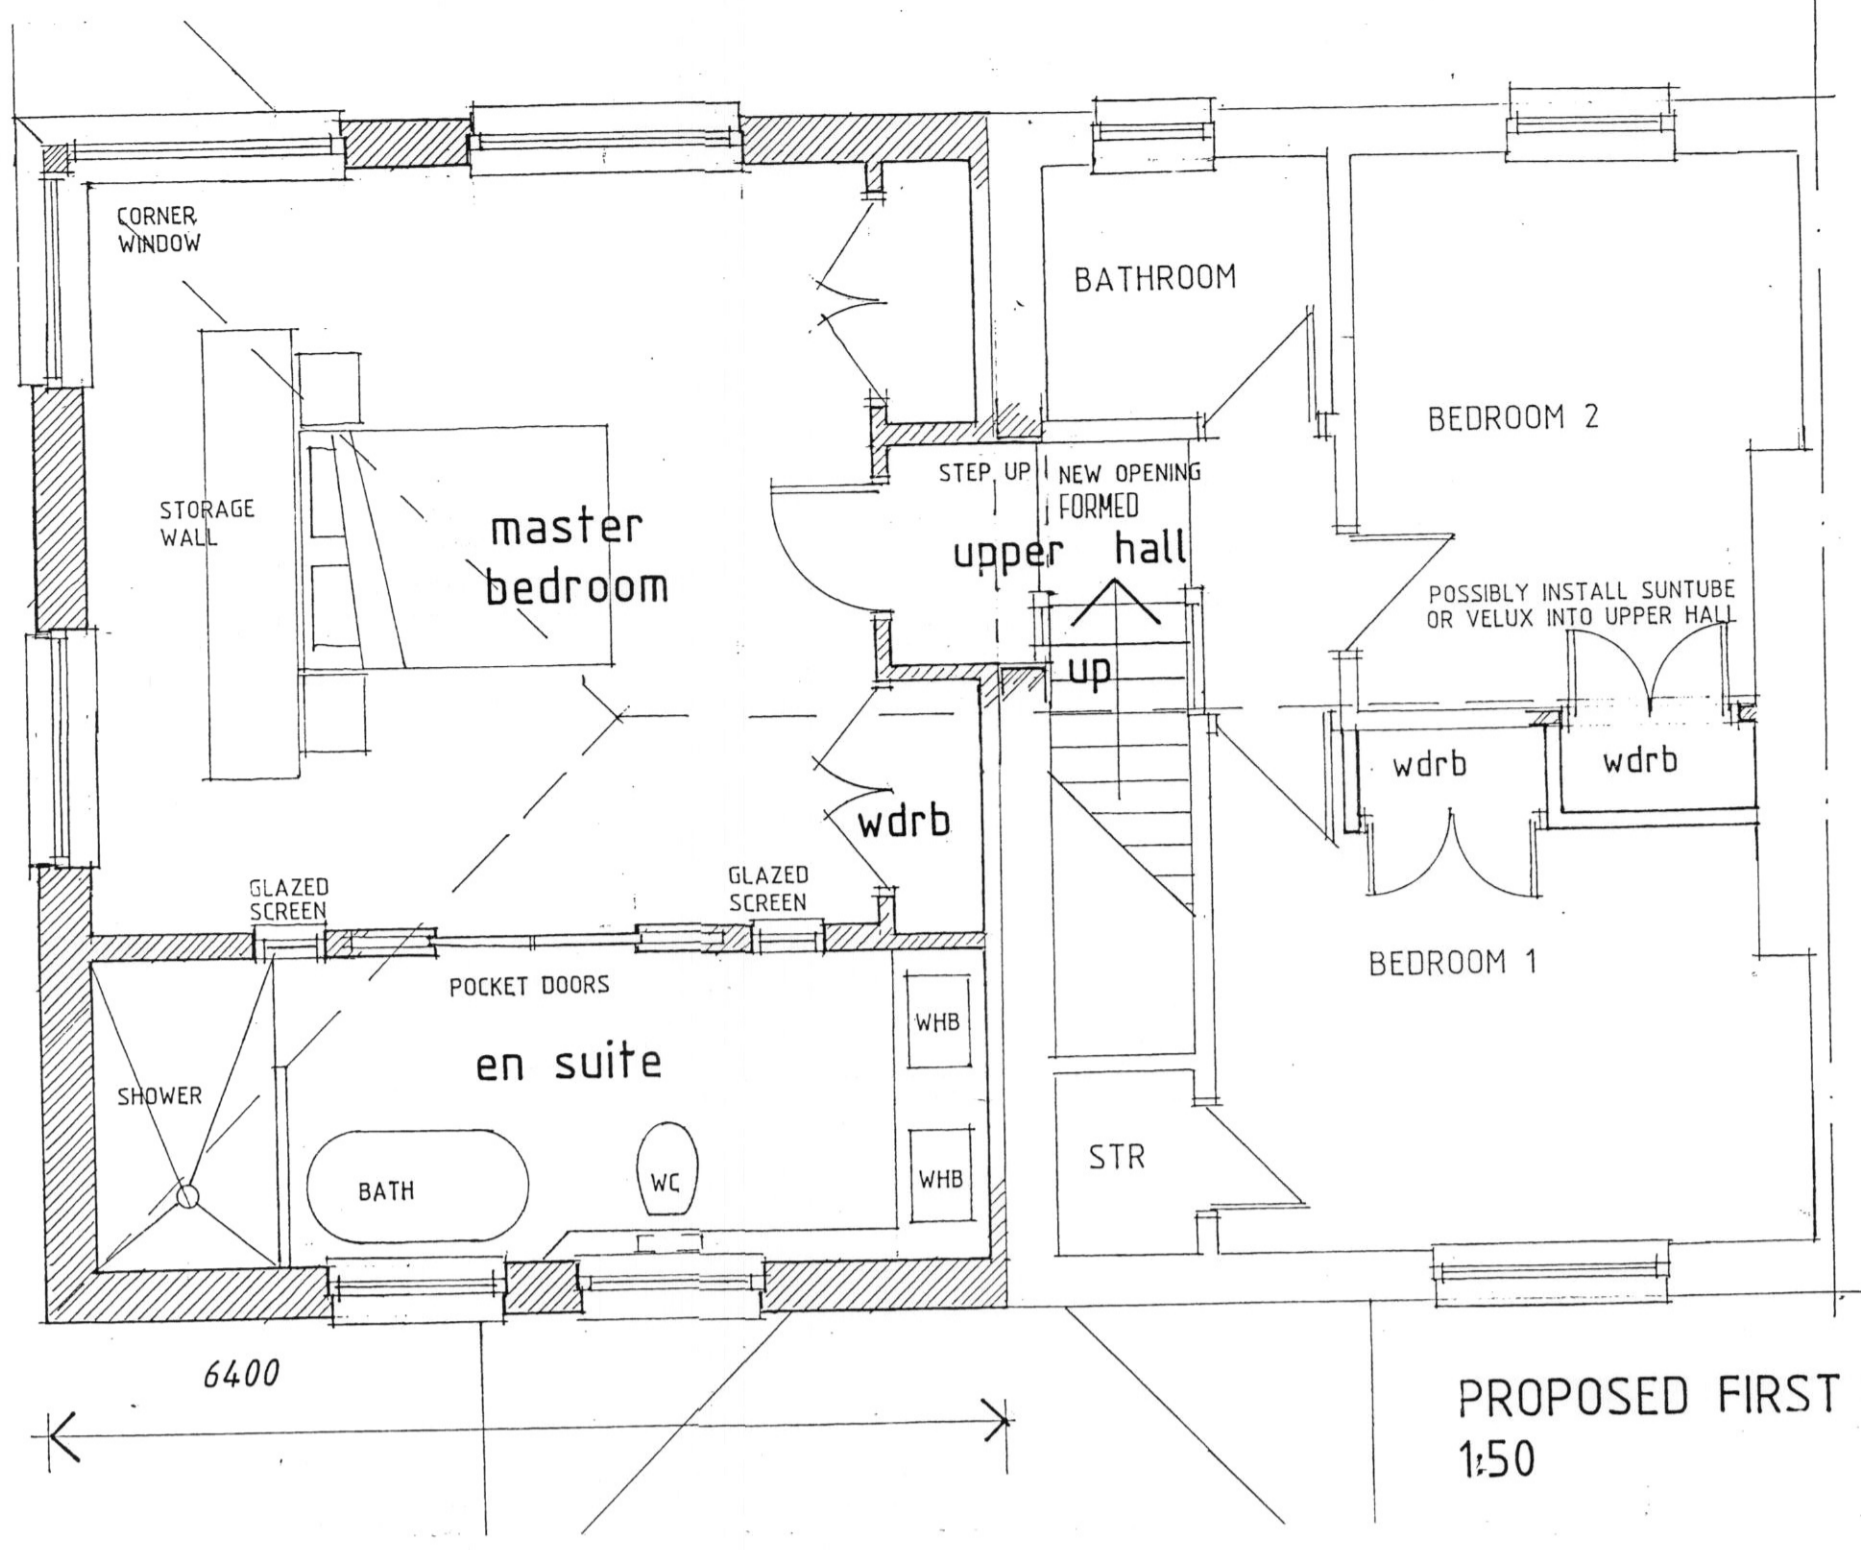 CORNER
WINDOW
BATHROOM
BEDROOM 2
STORAGE
WALL
master
bedroom
STEP UP
NEW OPENING
FORMED
upper hall
up
POSSIBLY INSTALL SUNTUBE
OR VELUX INTO UPPER HALL
wdrb
wdrb
wdrb
GLAZED
SCREEN
GLAZED
SCREEN
POCKET DOORS
en suite
SHOWER
BATH
WC
WHB
WHB
BEDROOM 1
STR
6400
PROPOSED FIRST
1:50